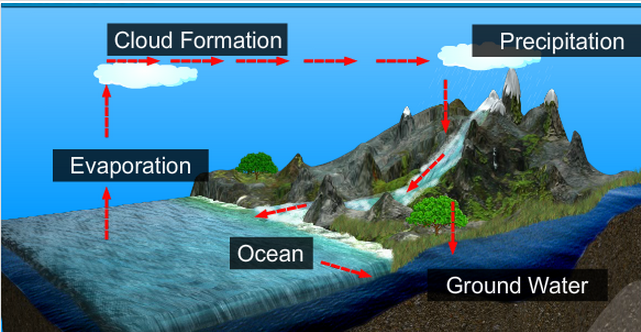 Cloud Formation
Precipitation
Evaporation
Ocean
Ground Water